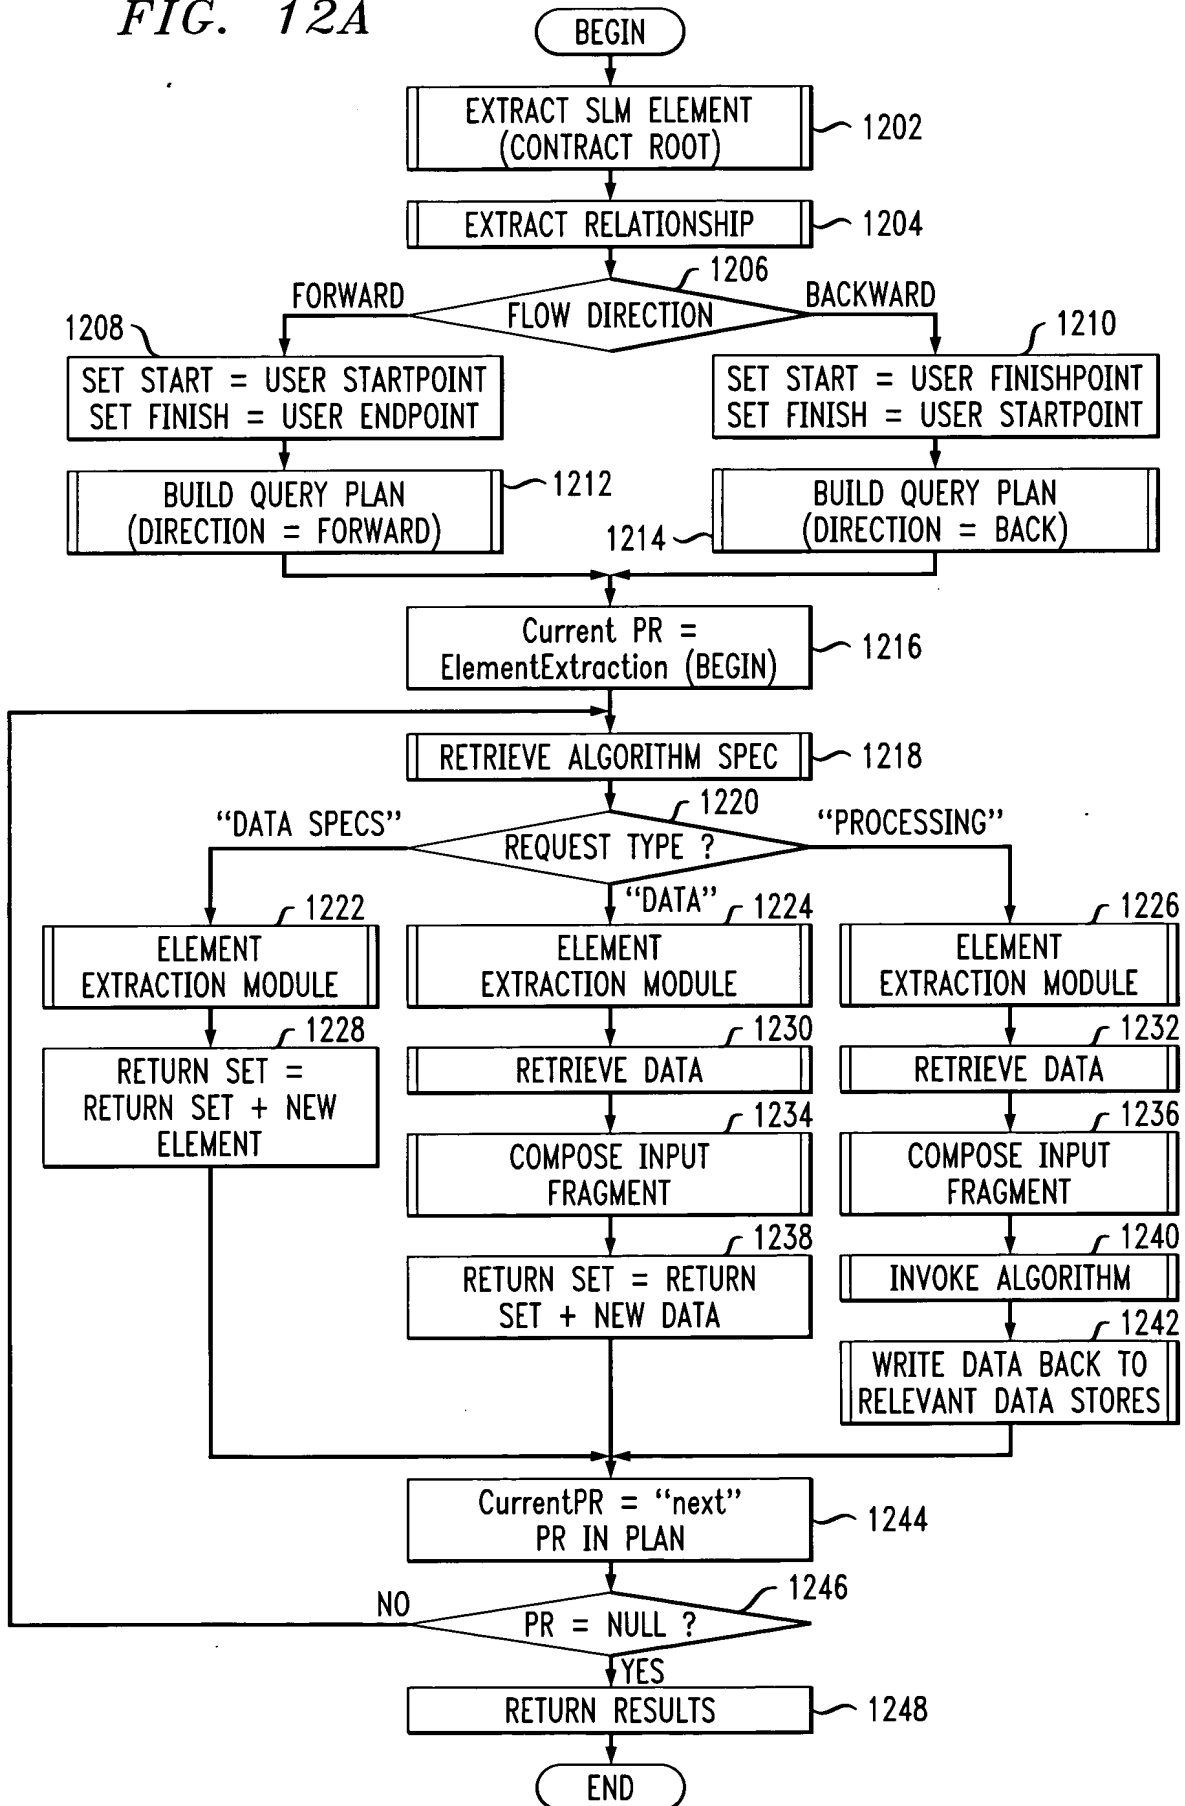 FIG. 12A
BEGIN
EXTRACT SLM ELEMENT
(CONTRACT ROOT)
1202
EXTRACT RELATIONSHIP
1204
1206
FORWARD
FLOW DIRECTION
BACKWARD
1208
SET START = USER STARTPOINT
SET FINISH = USER ENDPOINT
1210
SET START = USER FINISHPOINT
SET FINISH = USER STARTPOINT
BUILD QUERY PLAN
(DIRECTION = FORWARD)
1212
BUILD QUERY PLAN
(DIRECTION = BACK)
1214
Current PR =
ElementExtraction (BEGIN)
1216
RETRIEVE ALGORITHM SPEC
1218
1220
“DATA SPECS”
REQUEST TYPE ?
“PROCESSING”
“DATA”
1222
ELEMENT
EXTRACTION MODULE
1224
ELEMENT
EXTRACTION MODULE
1226
ELEMENT
EXTRACTION MODULE
1228
RETURN SET =
RETURN SET + NEW
ELEMENT
1230
RETRIEVE DATA
1232
RETRIEVE DATA
1234
COMPOSE INPUT
FRAGMENT
1236
COMPOSE INPUT
FRAGMENT
1238
RETURN SET = RETURN
SET + NEW DATA
1240
INVOKE ALGORITHM
1242
WRITE DATA BACK TO
RELEVANT DATA STORES
CurrentPR = “next”
PR IN PLAN
1244
1246
NO
PR = NULL ?
YES
RETURN RESULTS
1248
END